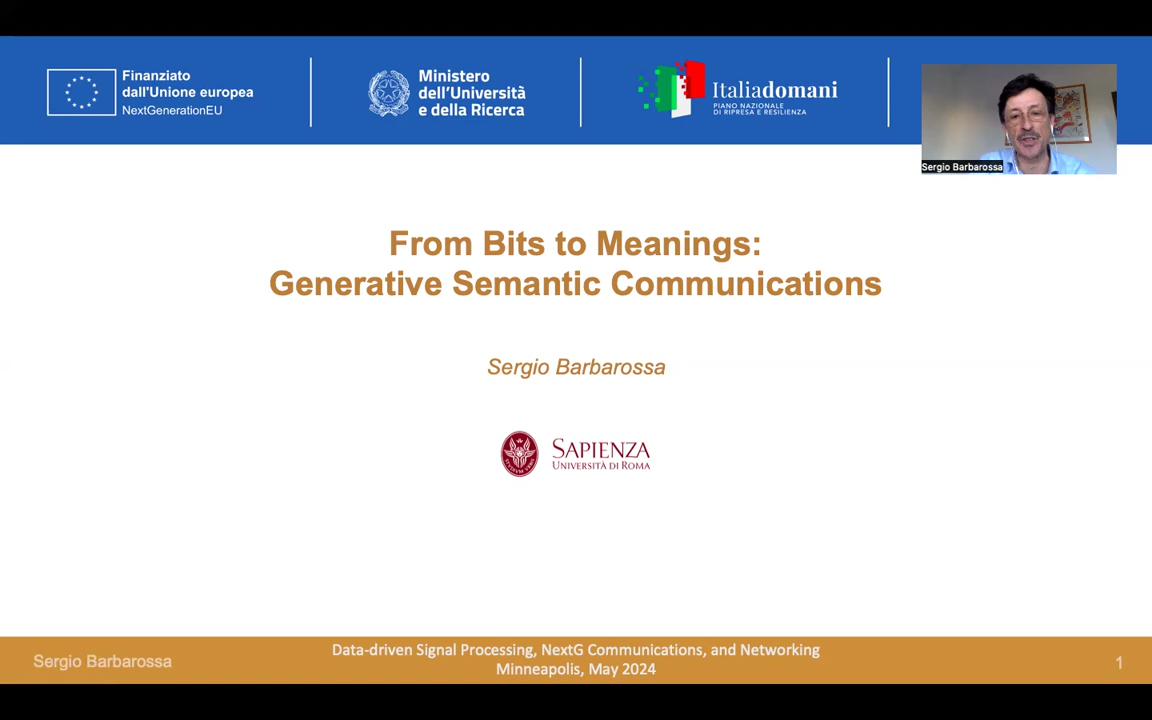 Finanziato
dall'Unione europea
NextGenerationEU
Ministero
dell'Università
e della Ricerca
Italiadomani
PIANO NAZIONALE
DI RIPRESA E RESILIENZA
Sergio Barbarossa
From Bits to Meanings:
Generative Semantic Communications
Sergio Barbarossa
SAPIENZA
UNIVERSITÀ DI ROMA
Sergio Barbarossa
Data-driven Signal Processing, NextG Communications, and Networking
Minneapolis, May 2024
1